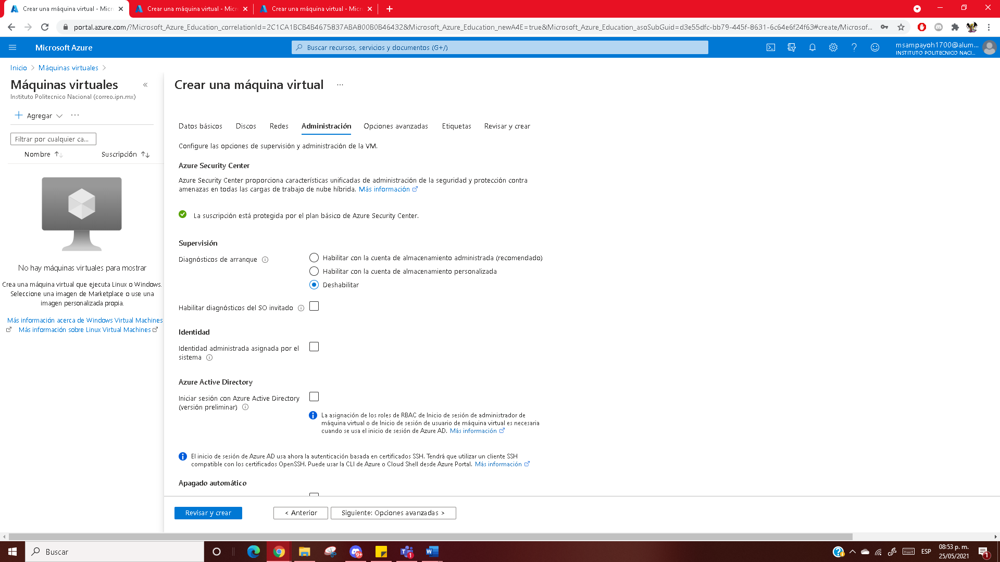 Crear una máquina virtual - Micr
Crear una máquina virtual - Micr
Crear una máquina virtual - Micr
portal.azure.com/?Microsoft_Azure_Education_correlationId=2C1CA1BCB4B4675837ABA800B0B46432&Microsoft_Azure_Education_newA4E=true&Microsoft_Azure_Education_asoSubGuid=d3e55dfc-bb79-445f-8631-6c64e6f24f63#create/Microsof...
Microsoft Azure
Buscar recursos, servicios y documentos (G+/)
msampayoh1700@alum...
INSTITUTO POLITECNICO NACI...
Inicio > Máquinas virtuales >
Máquinas virtuales «
Instituto Politecnico Nacional (correo.ipn.mx)
+ Agregar ...
Filtrar por cualquier ca...
Nombre Suscripción
No hay máquinas virtuales para mostrar
Crea una máquina virtual que ejecuta Linux o Windows.
Seleccione una imagen de Marketplace o use una
imagen personalizada propia.
Más información acerca de Windows Virtual Machines
Más información sobre Linux Virtual Machines
Crear una máquina virtual ...
Datos básicos Discos Redes Administración Opciones avanzadas Etiquetas Revisar y crear
Configure las opciones de supervisión y administración de la VM.
Azure Security Center
Azure Security Center proporciona características unificadas de administración de la seguridad y protección contra
amenazas en todas las cargas de trabajo de nube híbrida. Más información
La suscripción está protegida por el plan básico de Azure Security Center.
Supervisión
Diagnósticos de arranque
Habilitar con la cuenta de almacenamiento administrada (recomendado)
Habilitar con la cuenta de almacenamiento personalizada
Deshabilitar
Habilitar diagnósticos del SO invitado
Identidad
Identidad administrada asignada por el
sistema
Azure Active Directory
Iniciar sesión con Azure Active Directory
(versión preliminar)
La asignación de los roles de RBAC de Inicio de sesión de administrador de
máquina virtual o de Inicio de sesión de usuario de máquina virtual es necesaria
cuando se usa el inicio de sesión de Azure AD. Más información
El inicio de sesión de Azure AD usa ahora la autenticación basada en certificados SSH. Tendrá que utilizar un cliente SSH
compatible con los certificados OpenSSH. Puede usar la CLI de Azure o Cloud Shell desde Azure Portal. Más información
Apagado automático
Revisar y crear
< Anterior
Siguiente: Opciones avanzadas >
Buscar
9+
1
ESP
08:53 p. m.
25/05/2021
1